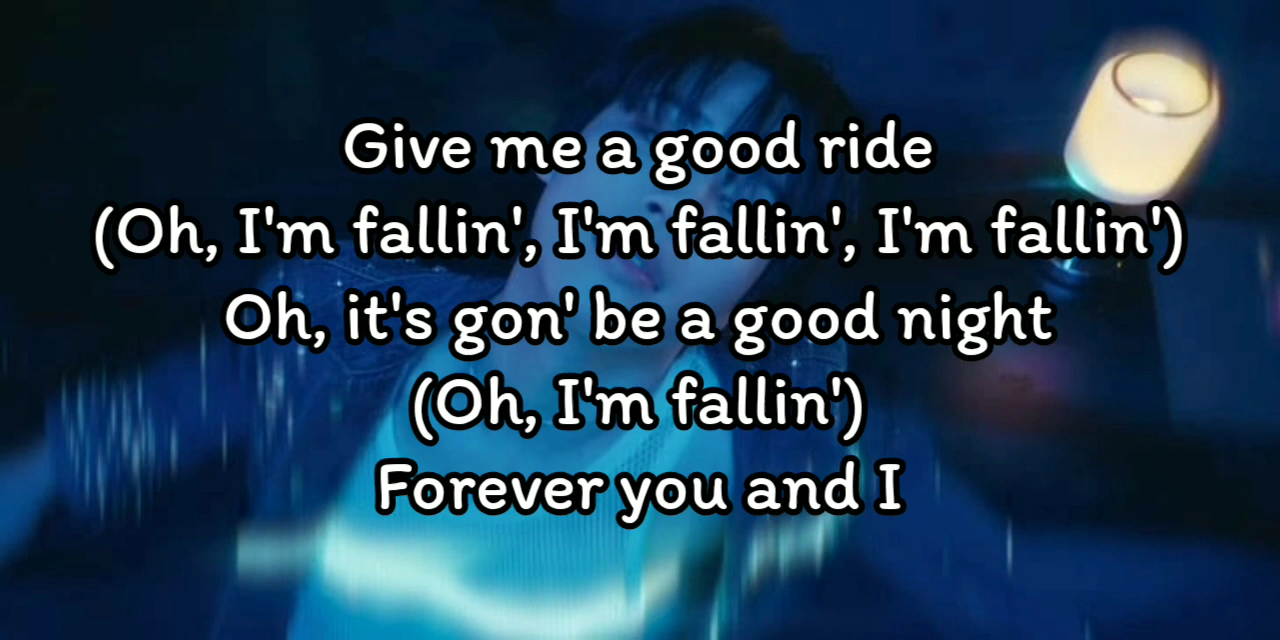 Give me a good ride
(Oh, I'm fallin', I'm fallin', I'm fallin')
Oh, it's gon' be a good night
(Oh, I'm fallin')
Forever you and I